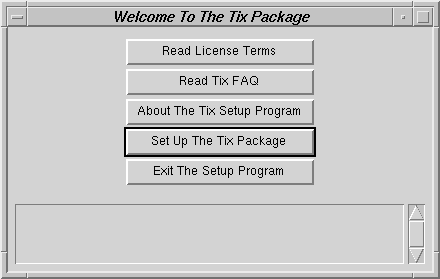 Welcome To The Tix Package
Read License Terms
Read Tix FAQ
About The Tix Setup Program
Set Up The Tix Package
Exit The Setup Program